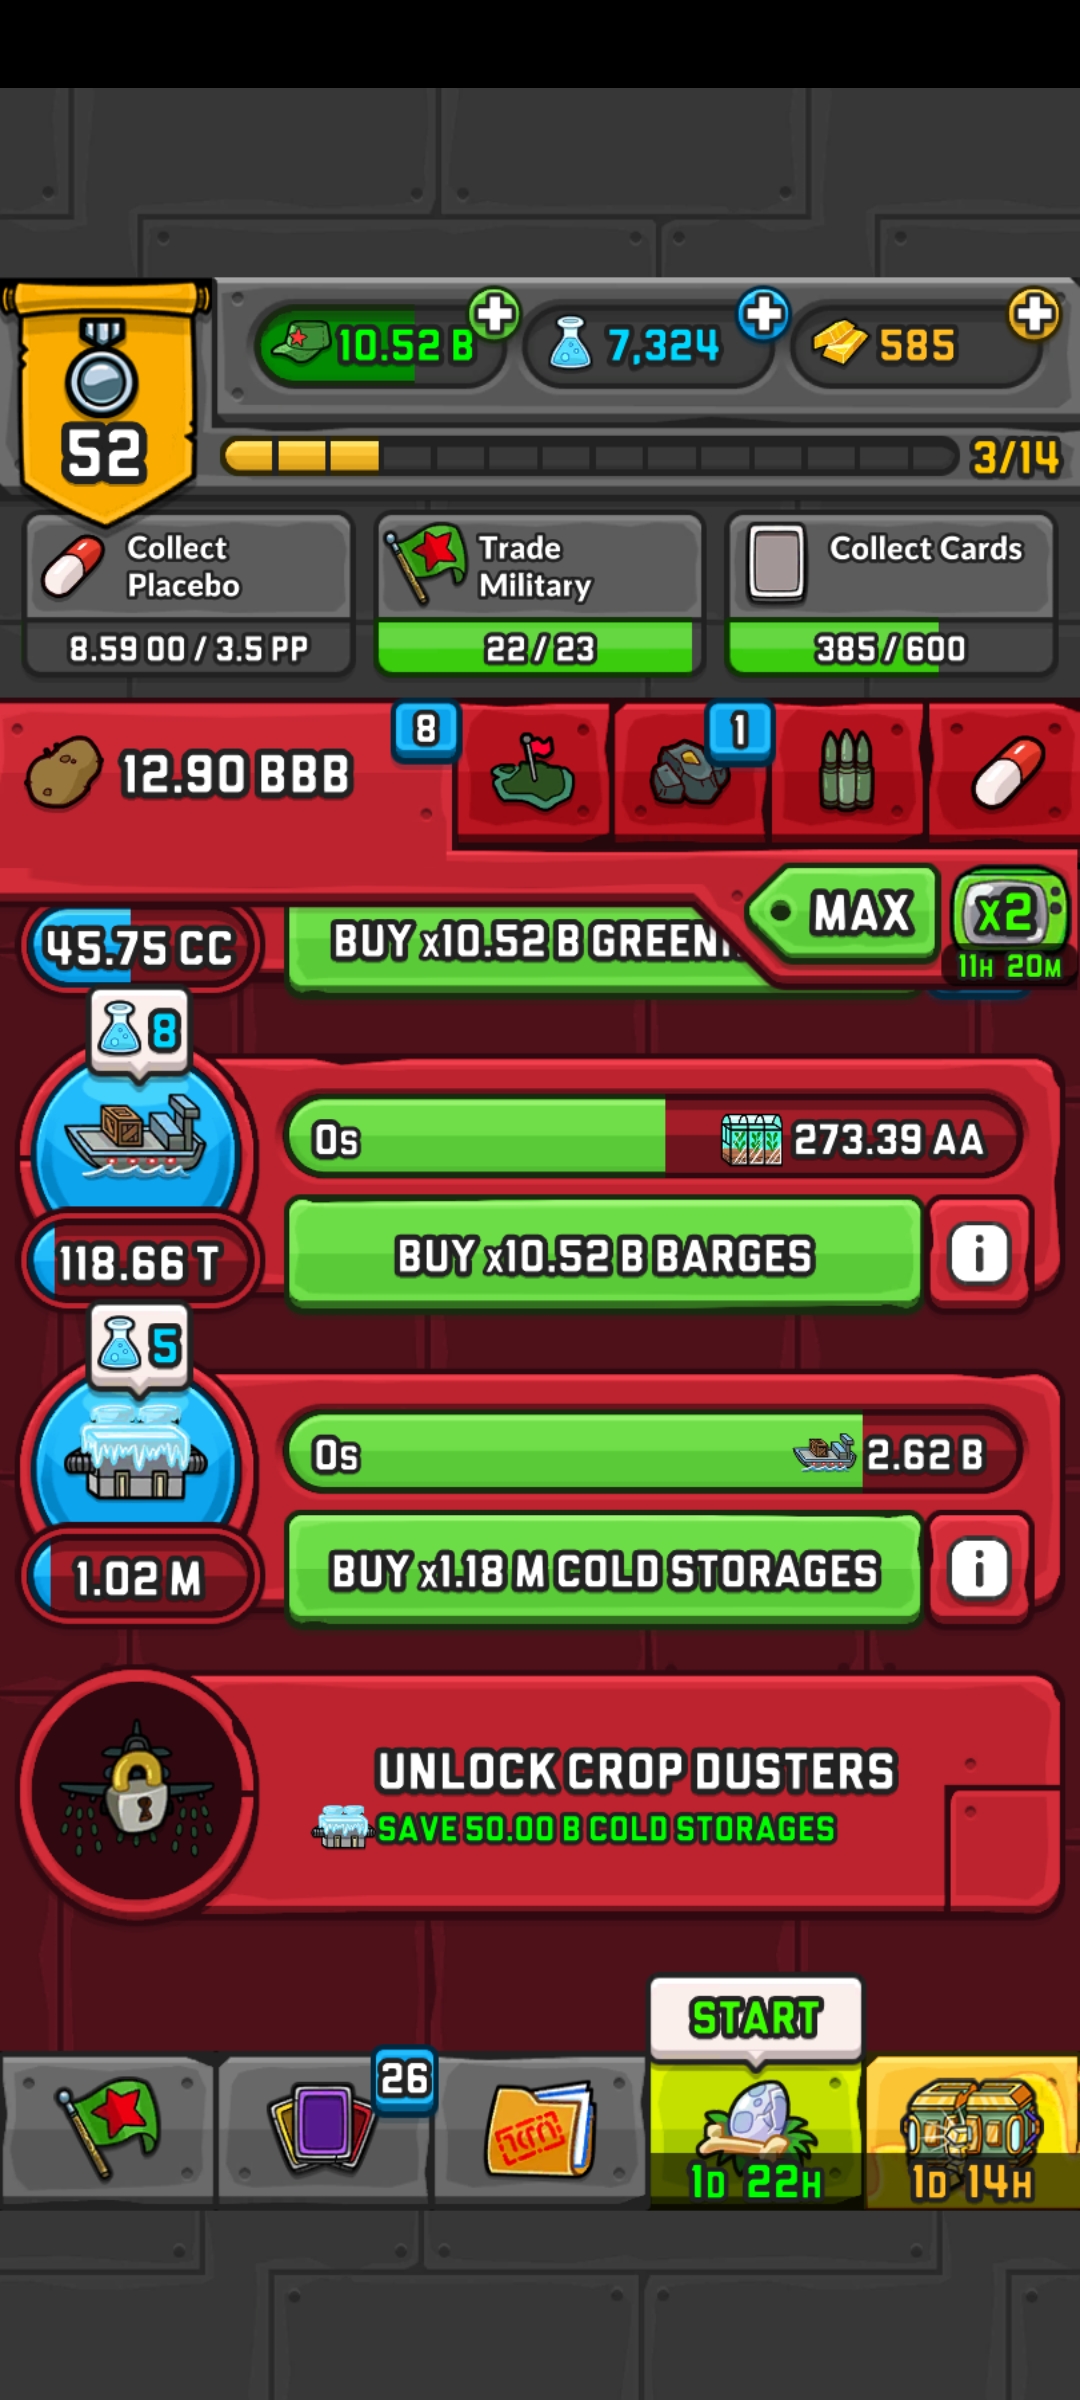 10.52 B
7,324
585
52
3/14
Collect
Placebo
8.59 OO / 3.5 PP
Trade
Military
22 / 23
Collect Cards
385 / 600
12.90 BBB
8
1
MAX
x2
11H 20M
45.75 CC
BUY x10.52 B GREEN
8
0s
273.39 AA
118.66 T
BUY x10.52 B BARGES
i
5
0s
2.62 B
1.02 M
BUY x1.18 M COLD STORAGES
i
UNLOCK CROP DUSTERS
SAVE 50.00 B COLD STORAGES
START
26
1D 22H
1D 14H